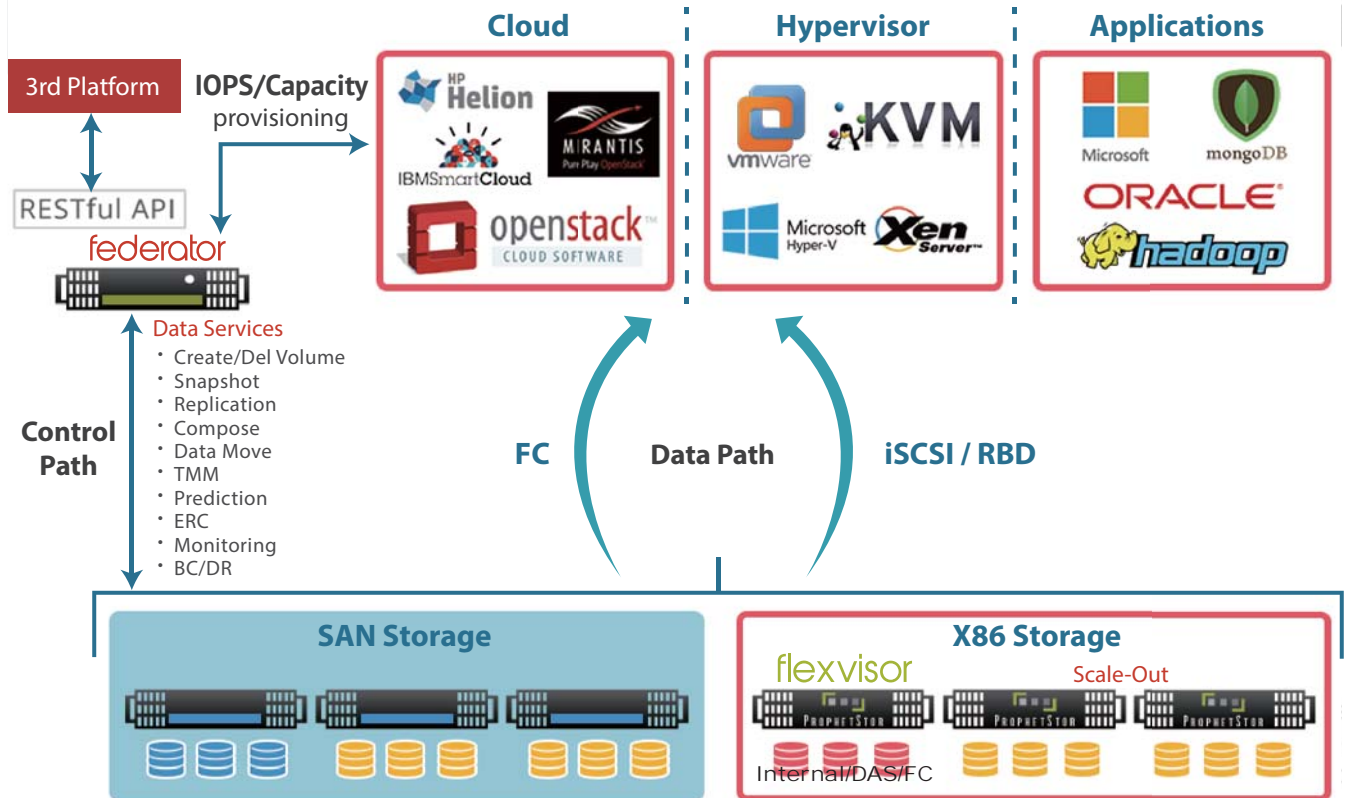 Cloud
Hypervisor
Applications
3rd Platform
IOPS/Capacity
provisioning
RESTful API
federator
HP
Helion
MIRANTIS
Pure Play OpenStack
IBMSmartCloud
openstack™
CLOUD SOFTWARE
vmware
KVM
Microsoft
Hyper-V
Xen
Server™
Microsoft
mongoDB
ORACLE
hadoop
Data Services
· Create/Del Volume
· Snapshot
· Replication
· Compose
· Data Move
· TMM
· Prediction
· ERC
· Monitoring
· BC/DR
Control
Path
FC
Data Path
iSCSI / RBD
SAN Storage
X86 Storage
flexvisor
Scale-Out
PROPHETSTOR
PROPHETSTOR
PROPHETSTOR
Internal/DAS/FC